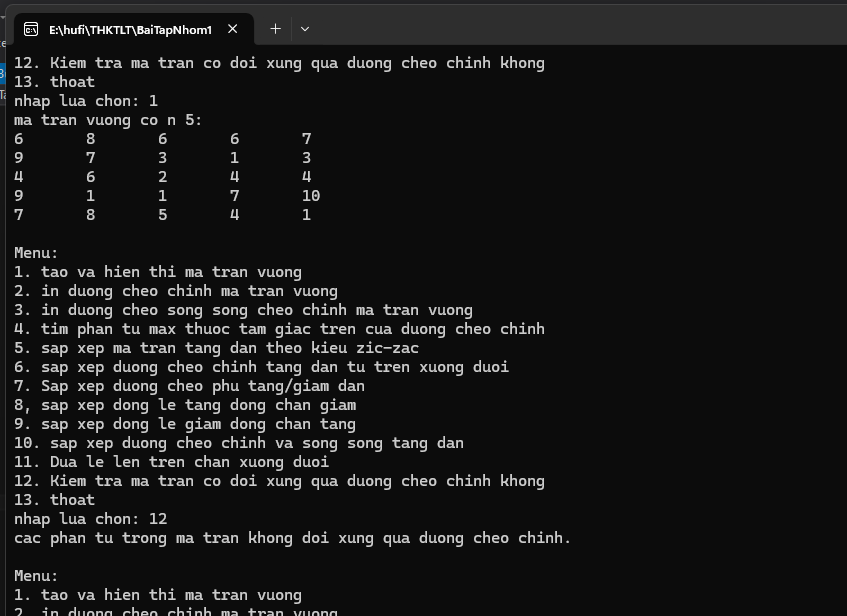 E:\hufi\THKTLT\BaiTapNhom1
12. Kiem tra ma tran co doi xung qua duong cheo chinh khong
13. thoat
nhap lua chon: 1
ma tran vuong co n 5:
6 8 6 6 7
9 7 3 1 3
4 6 2 4 4
9 1 1 7 10
7 8 5 4 1
Menu:
1. tao va hien thi ma tran vuong
2. in duong cheo chinh ma tran vuong
3. in duong cheo song song cheo chinh ma tran vuong
4. tim phan tu max thuoc tam giac tren cua duong cheo chinh
5. sap xep ma tran tang dan theo kieu zic-zac
6. sap xep duong cheo chinh tang dan tu tren xuong duoi
7. Sap xep duong cheo phu tang/giam dan
8, sap xep dong le tang dong chan giam
9. sap xep dong le giam dong chan tang
10. sap xep duong cheo chinh va song song tang dan
11. Dua le len tren chan xuong duoi
12. Kiem tra ma tran co doi xung qua duong cheo chinh khong
13. thoat
nhap lua chon: 12
cac phan tu trong ma tran khong doi xung qua duong cheo chinh.
Menu:
1. tao va hien thi ma tran vuong
2. in duong cheo chinh ma tran vuong